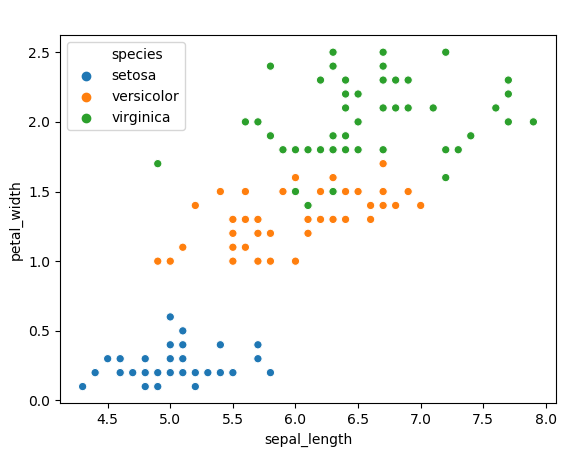 species
setosa
versicolor
virginica
2.5
2.0
1.5
1.0
0.5
0.0
petal_width
4.5 5.0 5.5 6.0 6.5 7.0 7.5 8.0
sepal_length